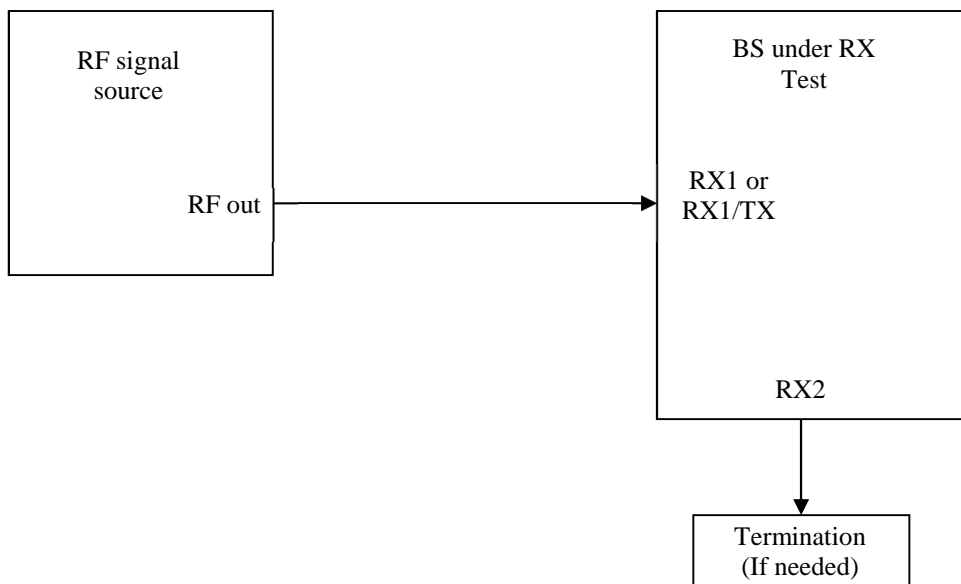 RF signal
source
RF out
BS under RX
Test
RX1 or
RX1/TX
RX2
Termination
(If needed)